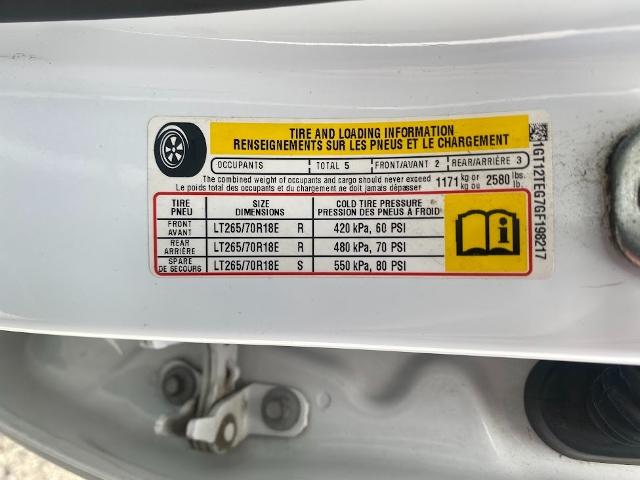 TIRE AND LOADING INFORMATION
RENSEIGNEMENTS SUR LES PNEUS ET LE CHARGEMENT
OCCUPANTS TOTAL 5 FRONT/AVANT 2 REAR/ARRIÈRE 3
The combined weight of occupants and cargo should never exceed
Le poids total des occupants et du chargement ne doit jamais dépasser
1171 kg or kg ou 2580 lbs. lb.
TIRE PNEU SIZE DIMENSIONS COLD TIRE PRESSURE PRESSION DES PNEUS À FROID
FRONT AVANT LT265/70R18E R 420 kPa, 60 PSI
REAR ARRIÈRE LT265/70R18E R 480 kPa, 70 PSI
SPARE DE SECOURS LT265/70R18E S 550 kPa, 80 PSI
i
1GT12TEG7GF198217